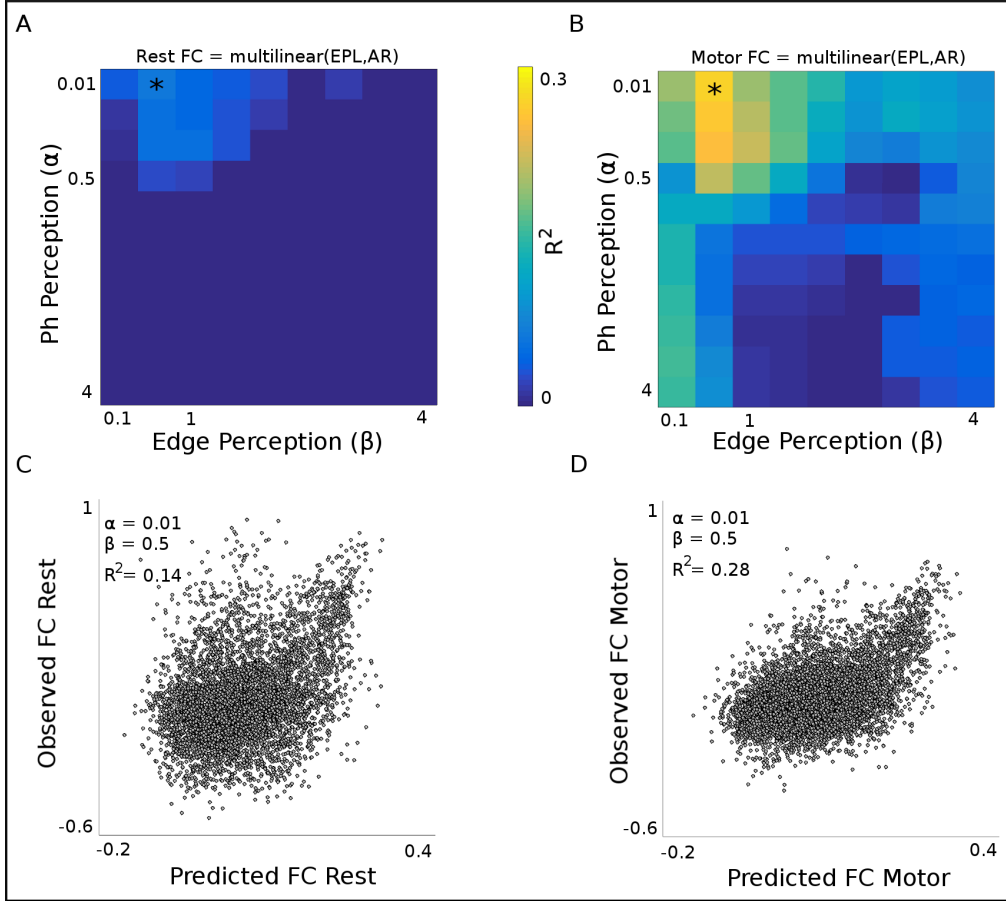 A
B
Rest FC = multilinear(EPL,AR)
Motor FC = multilinear(EPL,AR)
0.01
0.5
4
Ph Perception (α)
*
0.1
1
4
Edge Perception (β)
0.3
R²
0
0.01
0.5
4
Ph Perception (α)
*
0.1
1
4
Edge Perception (β)
C
D
1
α = 0.01
β = 0.5
R²= 0.14
Observed FC Rest
-0.6
-0.2
0.4
Predicted FC Rest
1
α = 0.01
β = 0.5
R²= 0.28
Observed FC Motor
-0.6
-0.2
0.4
Predicted FC Motor